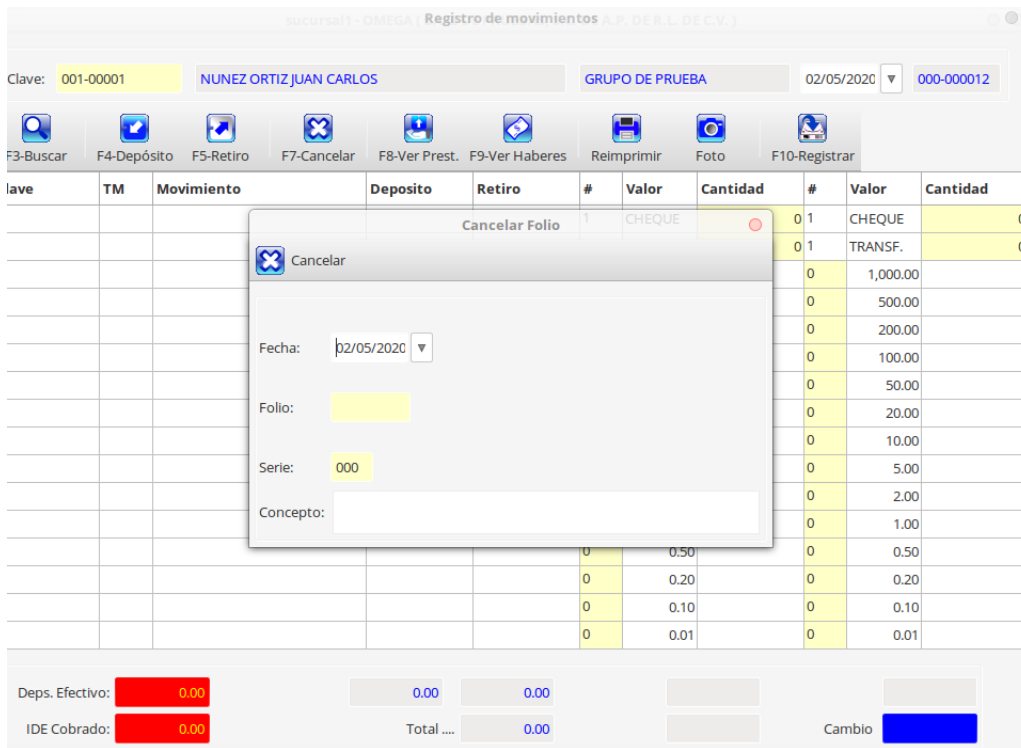 sucursal1 - OMEGA ( Registro de movimientos A.P. DE R.L. DE C.V. )
Clave: 001-00001 NUNEZ ORTIZ JUAN CARLOS GRUPO DE PRUEBA 02/05/2020 000-000012
F3-Buscar F4-Depósito F5-Retiro F7-Cancelar F8-Ver Prest. F9-Ver Haberes Reimprimir Foto F10-Registrar
lave TM Movimiento Deposito Retiro # Valor Cantidad # Valor Cantidad
1 CHEQUE 0 1 CHEQUE 0
0 1 TRANSF. 0
0 1,000.00
0 500.00
0 200.00
0 100.00
0 50.00
0 20.00
0 10.00
0 5.00
0 2.00
0 1.00
0 0.50 0 0.50
0 0.20 0 0.20
0 0.10 0 0.10
0 0.01 0 0.01
Cancelar Folio
Cancelar
Fecha: 02/05/2020
Folio:
Serie: 000
Concepto:
Deps. Efectivo: 0.00 0.00 0.00
IDE Cobrado: 0.00 Total .... 0.00 Cambio